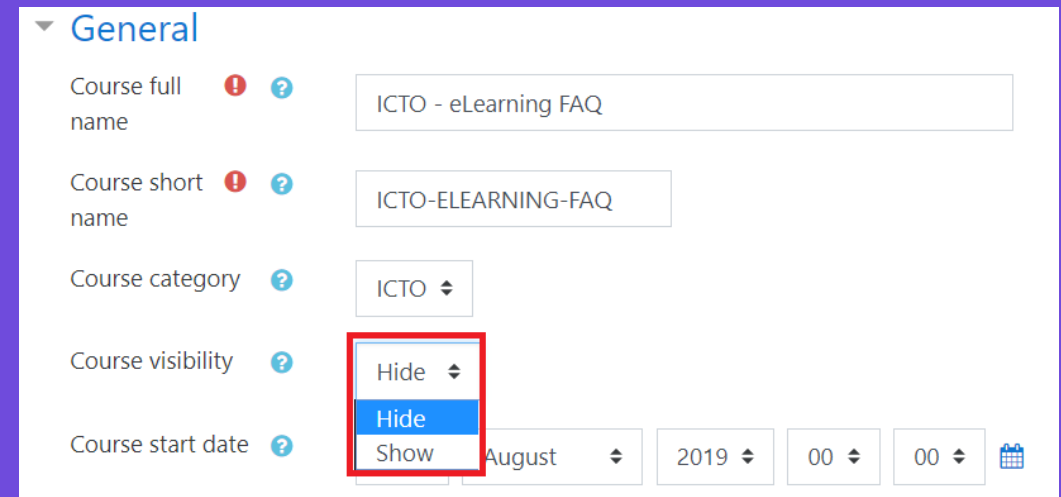 General
Course full name
ICTO - eLearning FAQ
Course short name
ICTO-ELEARNING-FAQ
Course category
ICTO
Course visibility
Hide
Hide
Show
Course start date
August 2019 00 00